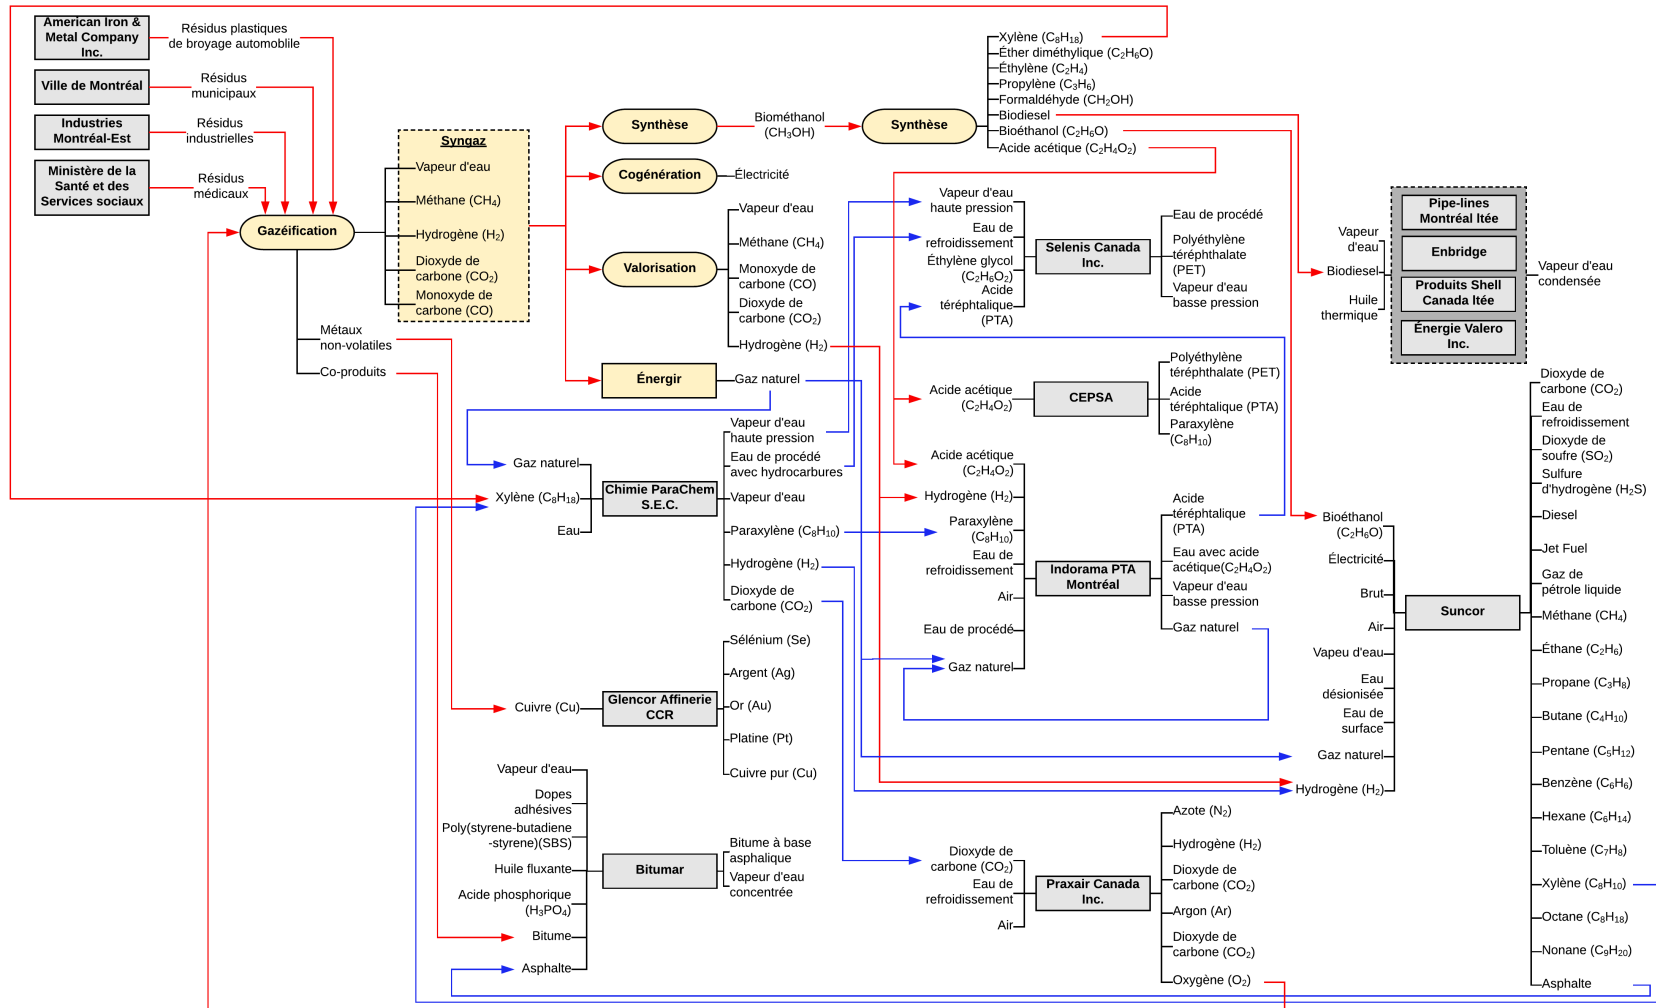 American Iron &
Metal Company
Inc.
Résidus plastiques
de broyage automoblile
Ville de Montréal
Résidus
municipaux
Industries
Montréal-Est
Résidus
industrielles
Ministère de la
Santé et des
Services sociaux
Résidus
médicaux
Gazéification
Métaux
non-volatiles
Co-produits
Syngaz
Vapeur d'eau
Méthane (CH₄)
Hydrogène (H₂)
Dioxyde de
carbone (CO₂)
Monoxyde de
carbone (CO)
Synthèse
Biométhanol
(CH₃OH)
Synthèse
Xylène (C₈H₁₈)
Éther diméthylique (C₂H₆O)
Éthylène (C₂H₄)
Propylène (C₃H₆)
Formaldéhyde (CH₂OH)
Biodiesel
Bioéthanol (C₂H₆O)
Acide acétique (C₂H₄O₂)
Cogénération
Électricité
Valorisation
Vapeur d'eau
Méthane (CH₄)
Monoxyde de
carbone (CO)
Dioxyde de
carbone (CO₂)
Hydrogène (H₂)
Énergir
Gaz naturel
Gaz naturel
Xylène (C₈H₁₈)
Eau
Chimie ParaChem
S.E.C.
Vapeur d'eau
haute pression
Eau de procédé
avec hydrocarbures
Vapeur d'eau
Paraxylène (C₈H₁₀)
Hydrogène (H₂)
Dioxyde de
carbone (CO₂)
Cuivre (Cu)
Glencor Affinerie
CCR
Sélénium (Se)
Argent (Ag)
Or (Au)
Platine (Pt)
Cuivre pur (Cu)
Vapeur d'eau
Dopes
adhésives
Poly(styrene-butadiene
-styrene)(SBS)
Huile fluxante
Acide phosphorique
(H₃PO₄)
Bitume
Asphalte
Bitumar
Bitume à base
asphalique
Vapeur d'eau
concentrée
Vapeur d'eau
haute pression
Eau de
refroidissement
Éthylène glycol
(C₂H₆O₂)
Acide
téréphtalique
(PTA)
Selenis Canada
Inc.
Eau de procédé
Polyéthylène
téréphthalate
(PET)
Vapeur d'eau
basse pression
Acide acétique
(C₂H₄O₂)
CEPSA
Polyéthylène
téréphthalate (PET)
Acide
téréphtalique (PTA)
Paraxylène
(C₈H₁₀)
Acide acétique
(C₂H₄O₂)
Hydrogène (H₂)
Paraxylène
(C₈H₁₀)
Eau de
refroidissement
Air
Eau de procédé
Gaz naturel
Indorama PTA
Montréal
Acide
téréphtalique
(PTA)
Eau avec acide
acétique(C₂H₄O₂)
Vapeur d'eau
basse pression
Gaz naturel
Dioxyde de
carbone (CO₂)
Eau de
refroidissement
Air
Praxair Canada
Inc.
Azote (N₂)
Hydrogène (H₂)
Dioxyde de
carbone (CO₂)
Argon (Ar)
Dioxyde de
carbone (CO₂)
Oxygène (O₂)
Vapeur
d'eau
Biodiesel
Huile
thermique
Pipe-lines
Montréal ltée
Enbridge
Produits Shell
Canada ltée
Énergie Valero
Inc.
Vapeur d'eau
condensée
Bioéthanol
(C₂H₆O)
Électricité
Brut
Air
Vapeu d'eau
Eau
désionisée
Eau de
surface
Gaz naturel
Hydrogène (H₂)
Suncor
Dioxyde de
carbone (CO₂)
Eau de
refroidissement
Dioxyde de
soufre (SO₂)
Sulfure
d'hydrogène (H₂S)
Diesel
Jet Fuel
Gaz de
pétrole liquide
Méthane (CH₄)
Éthane (C₂H₆)
Propane (C₃H₈)
Butane (C₄H₁₀)
Pentane (C₅H₁₂)
Benzène (C₆H₆)
Hexane (C₆H₁₄)
Toluène (C₇H₈)
Xylène (C₈H₁₀)
Octane (C₈H₁₈)
Nonane (C₉H₂₀)
Asphalte